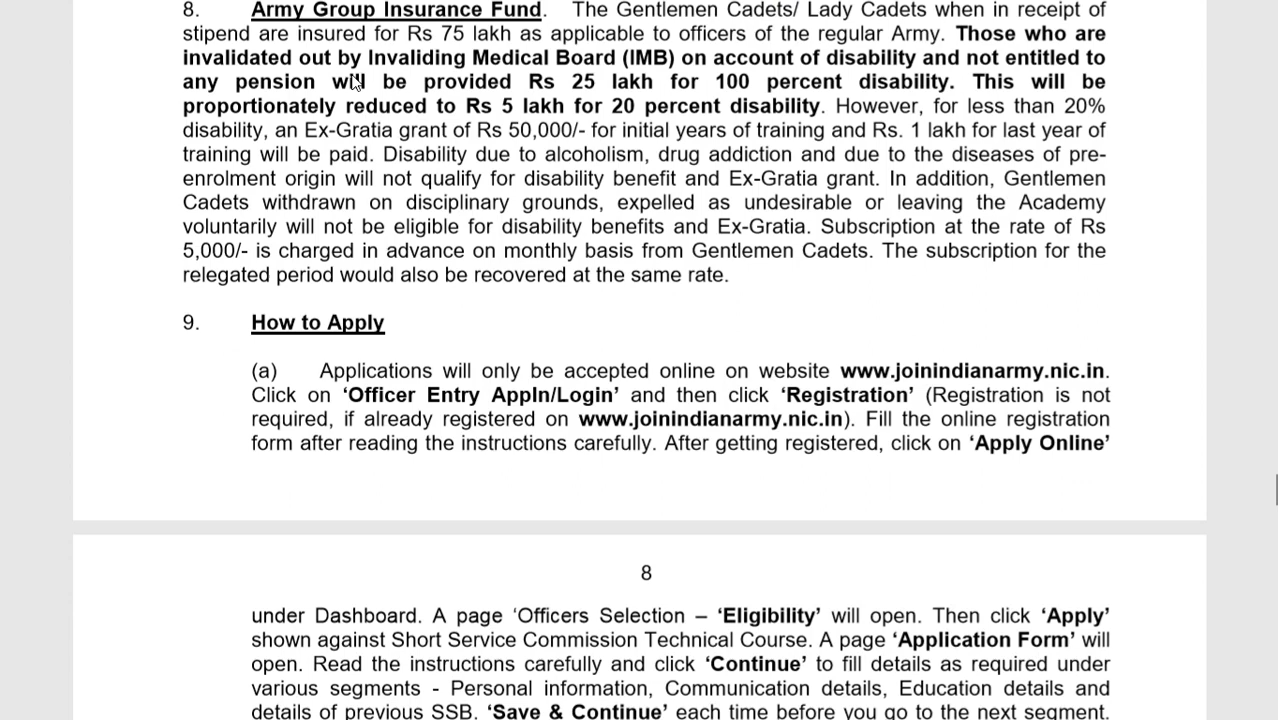 8. Army Group Insurance Fund. The Gentlemen Cadets/ Lady Cadets when in receipt of
stipend are insured for Rs 75 lakh as applicable to officers of the regular Army. Those who are
invalidated out by Invaliding Medical Board (IMB) on account of disability and not entitled to
any pension will be provided Rs 25 lakh for 100 percent disability. This will be
proportionately reduced to Rs 5 lakh for 20 percent disability. However, for less than 20%
disability, an Ex-Gratia grant of Rs 50,000/- for initial years of training and Rs. 1 lakh for last year of
training will be paid. Disability due to alcoholism, drug addiction and due to the diseases of pre-
enrolment origin will not qualify for disability benefit and Ex-Gratia grant. In addition, Gentlemen
Cadets withdrawn on disciplinary grounds, expelled as undesirable or leaving the Academy
voluntarily will not be eligible for disability benefits and Ex-Gratia. Subscription at the rate of Rs
5,000/- is charged in advance on monthly basis from Gentlemen Cadets. The subscription for the
relegated period would also be recovered at the same rate.
9. How to Apply
(a) Applications will only be accepted online on website www.joinindianarmy.nic.in.
Click on ‘Officer Entry Appln/Login’ and then click ‘Registration’ (Registration is not
required, if already registered on www.joinindianarmy.nic.in). Fill the online registration
form after reading the instructions carefully. After getting registered, click on ‘Apply Online’
8
under Dashboard. A page ‘Officers Selection – ‘Eligibility’ will open. Then click ‘Apply’
shown against Short Service Commission Technical Course. A page ‘Application Form’ will
open. Read the instructions carefully and click ‘Continue’ to fill details as required under
various segments - Personal information, Communication details, Education details and
details of previous SSB. ‘Save & Continue’ each time before you go to the next segment.